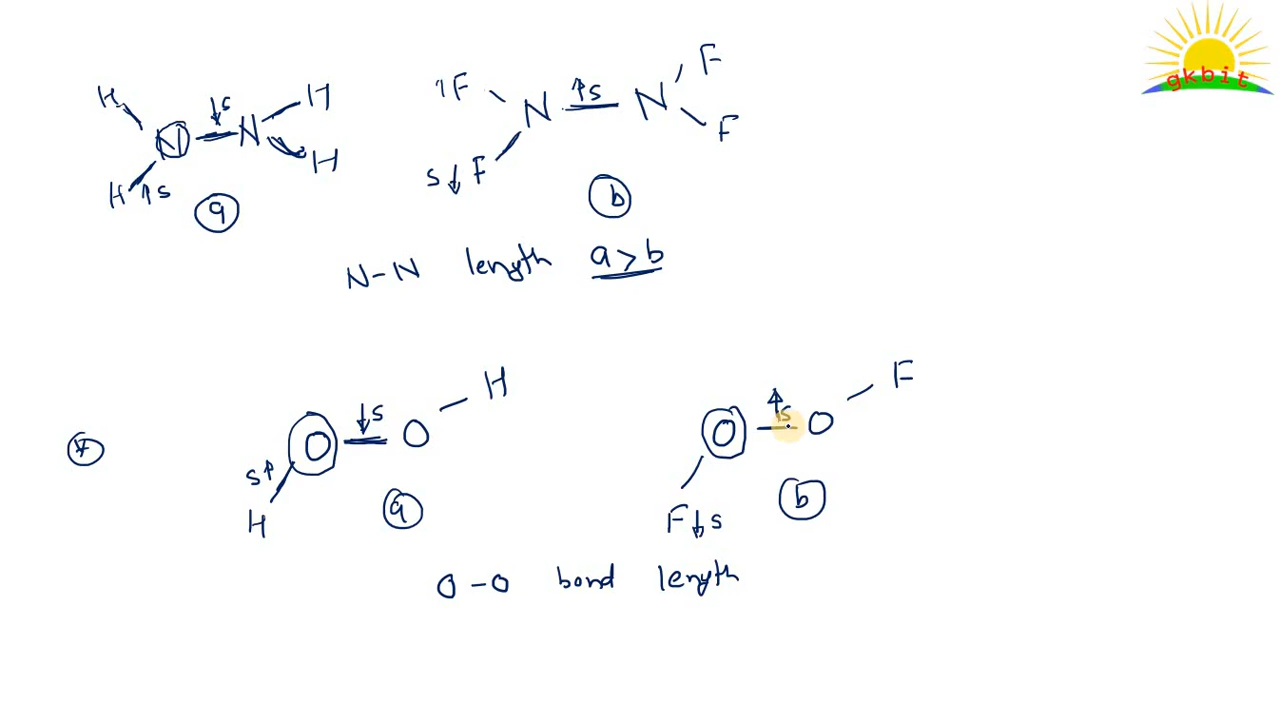 gkbit
H N ↓s N H
H ↑s H
a
↑F N ↑s N F
s↓ F F
b
N-N length a>b
* H s↑ O ↓s O H
a
O ↑s O F
F↓s
b
O-O bond length